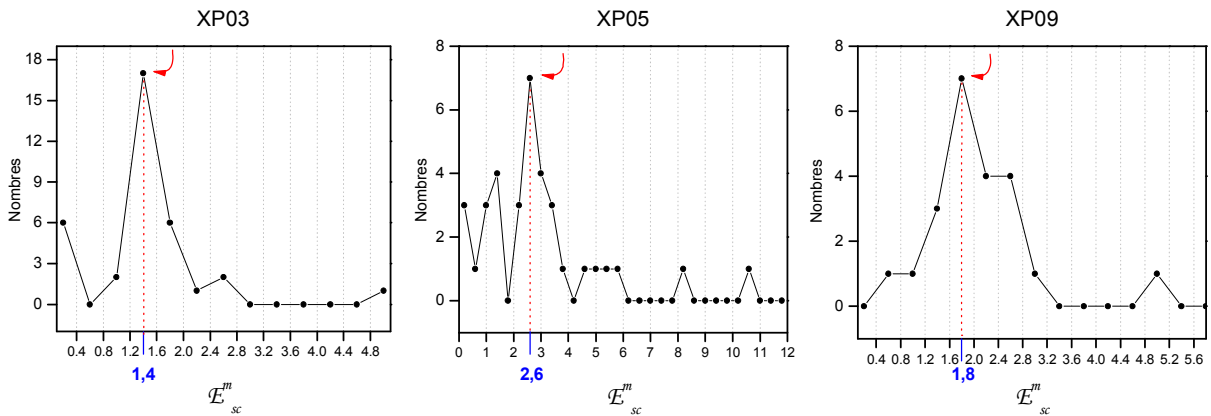 XP03
18
15
12
9
6
3
0
Nombres
0.4 0.8 1.2 1.6 2.0 2.4 2.8 3.2 3.6 4.0 4.4 4.8
1,4
ℰ^m_sc
XP05
8
6
4
2
0
Nombres
0 1 2 3 4 5 6 7 8 9 10 11 12
2,6
ℰ^m_sc
XP09
8
6
4
2
0
Nombres
0.4 0.8 1.2 1.6 2.0 2.4 2.8 3.2 3.6 4.0 4.4 4.8 5.2 5.6
1,8
ℰ^m_sc